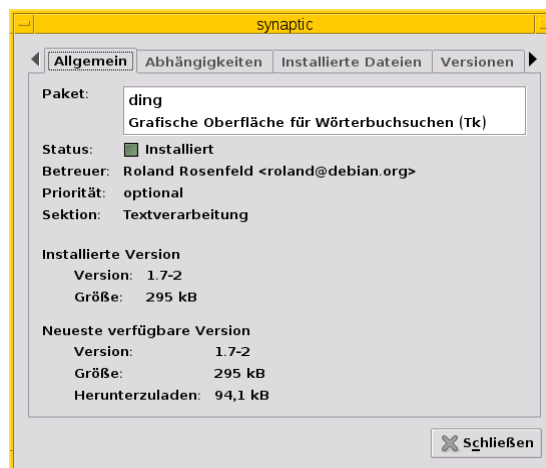 synaptic
Allgemein Abhängigkeiten Installierte Dateien Versionen
Paket: ding
Grafische Oberfläche für Wörterbuchsuchen (Tk)
Status: Installiert
Betreuer: Roland Rosenfeld <roland@debian.org>
Priorität: optional
Sektion: Textverarbeitung
Installierte Version
Version: 1.7-2
Größe: 295 kB
Neueste verfügbare Version
Version: 1.7-2
Größe: 295 kB
Herunterzuladen: 94,1 kB
Schließen